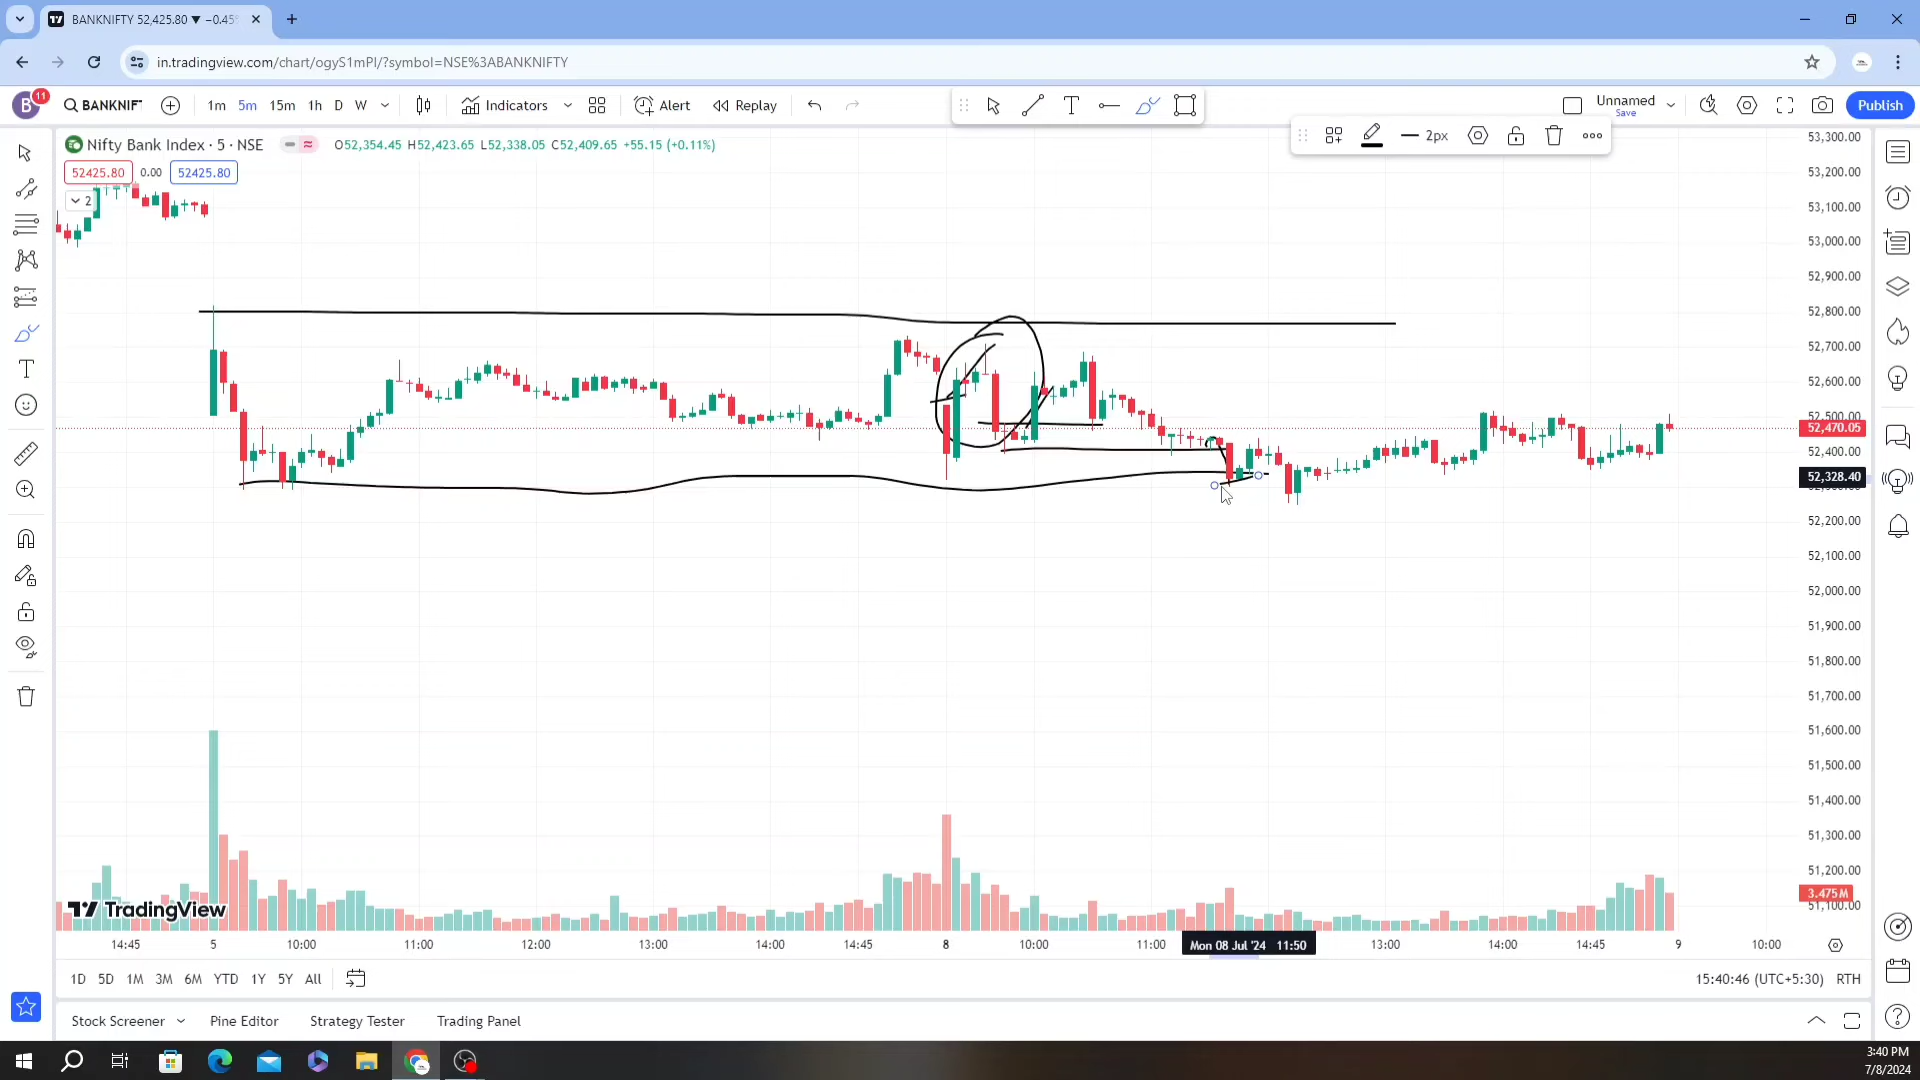 BANKNIFTY 52,425.80 ▼ −0.45%
in.tradingview.com/chart/ogyS1mPl/?symbol=NSE%3ABANKNIFTY
B 11 BANKNIF 1m 5m 15m 1h D W Indicators Alert Replay Unnamed Save Publish
2px
Nifty Bank Index · 5 · NSE O52,354.45 H52,423.65 L52,338.05 C52,409.65 +55.15 (+0.11%)
52425.80 0.00 52425.80
2
53,300.00
53,200.00
53,100.00
53,000.00
52,900.00
52,800.00
52,700.00
52,600.00
52,500.00
52,470.05
52,400.00
52,328.40
52,200.00
52,100.00
52,000.00
51,900.00
51,800.00
51,700.00
51,600.00
51,500.00
51,400.00
51,300.00
51,200.00
3.475M
51,100.00
TradingView
14:45 5 10:00 11:00 12:00 13:00 14:00 14:45 8 10:00 11:00 Mon 08 Jul '24 11:50 13:00 14:00 14:45 9 10:00
1D 5D 1M 3M 6M YTD 1Y 5Y All 15:40:46 (UTC+5:30) RTH
Stock Screener Pine Editor Strategy Tester Trading Panel
3:40 PM
7/8/2024